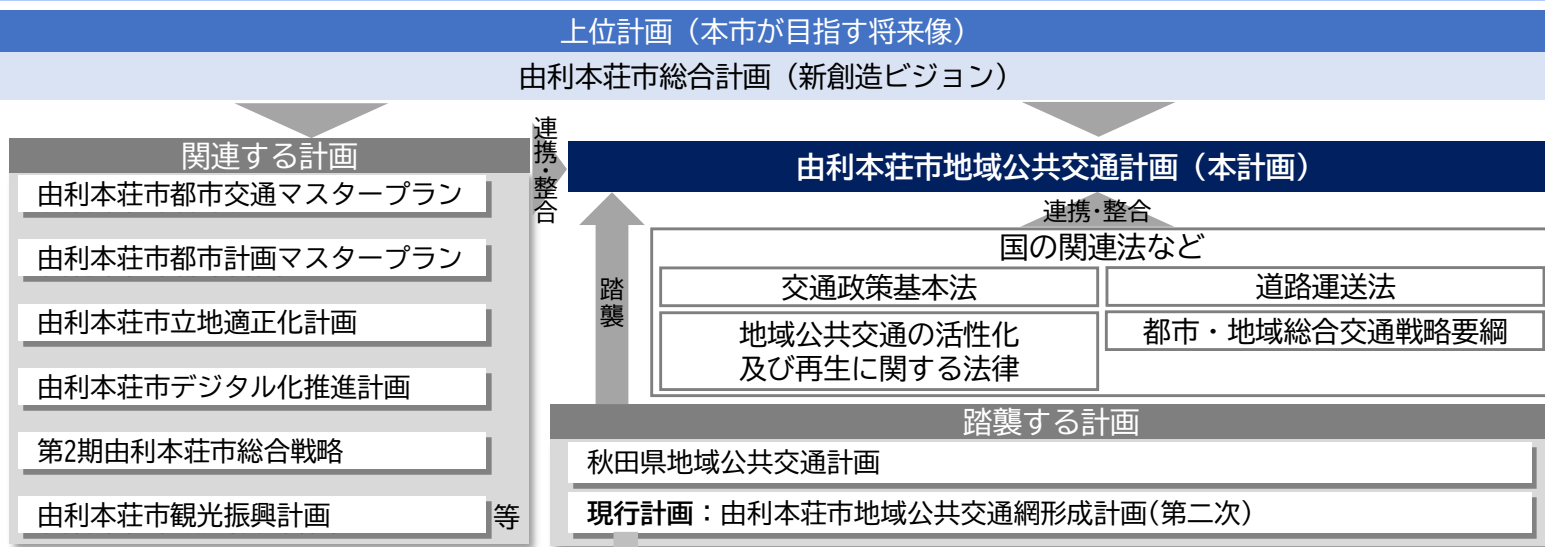 上位計画（本市が目指す将来像）
由利本荘市総合計画（新創造ビジョン）
関連する計画
由利本荘市都市交通マスタープラン
由利本荘市都市計画マスタープラン
由利本荘市立地適正化計画
由利本荘市デジタル化推進計画
第2期由利本荘市総合戦略
由利本荘市観光振興計画
等
連携・整合
由利本荘市地域公共交通計画（本計画）
連携・整合
国の関連法など
交通政策基本法
道路運送法
地域公共交通の活性化
及び再生に関する法律
都市・地域総合交通戦略要綱
踏襲
踏襲する計画
秋田県地域公共交通計画
現行計画：由利本荘市地域公共交通網形成計画(第二次)